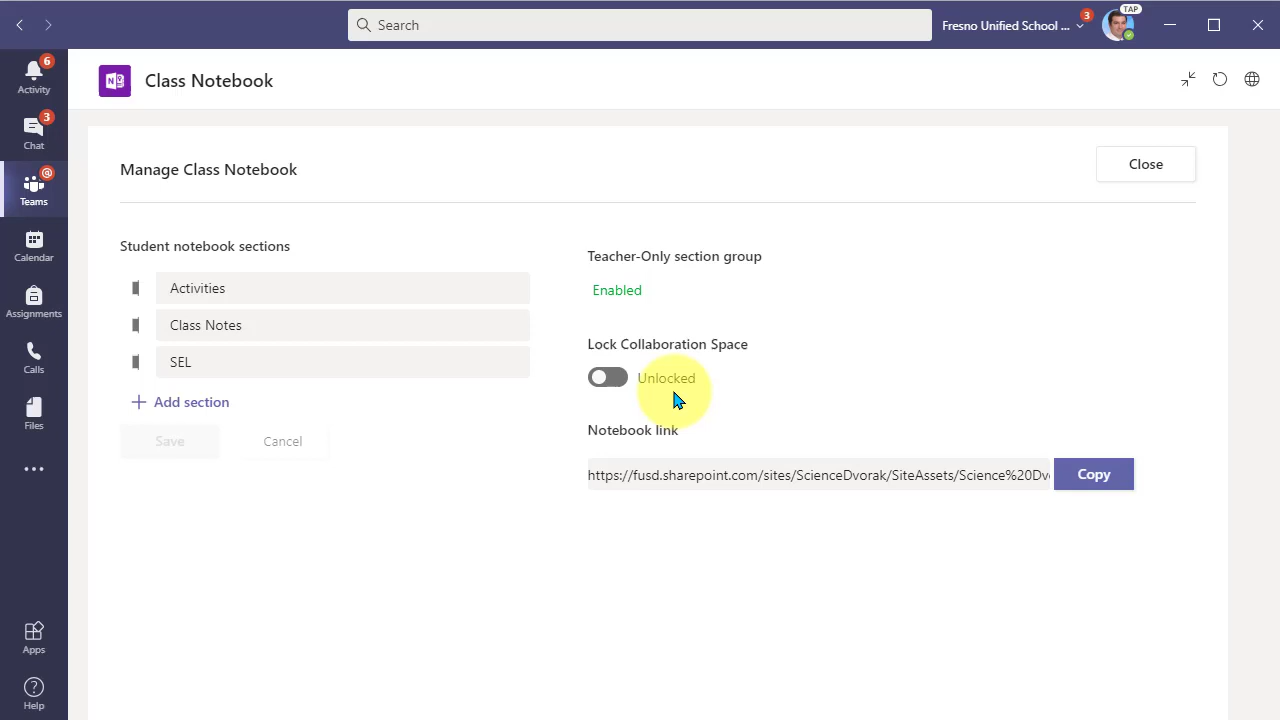 Search
Fresno Unified School ...
3
TAP
6
Activity
3
Chat
@
Teams
Calendar
Assignments
Calls
Files
Apps
Help
N
Class Notebook
Manage Class Notebook
Close
Student notebook sections
Activities
Class Notes
SEL
Add section
Save
Cancel
Teacher-Only section group
Enabled
Lock Collaboration Space
Unlocked
Notebook link
https://fusd.sharepoint.com/sites/ScienceDvorak/SiteAssets/Science%20Dv
Copy